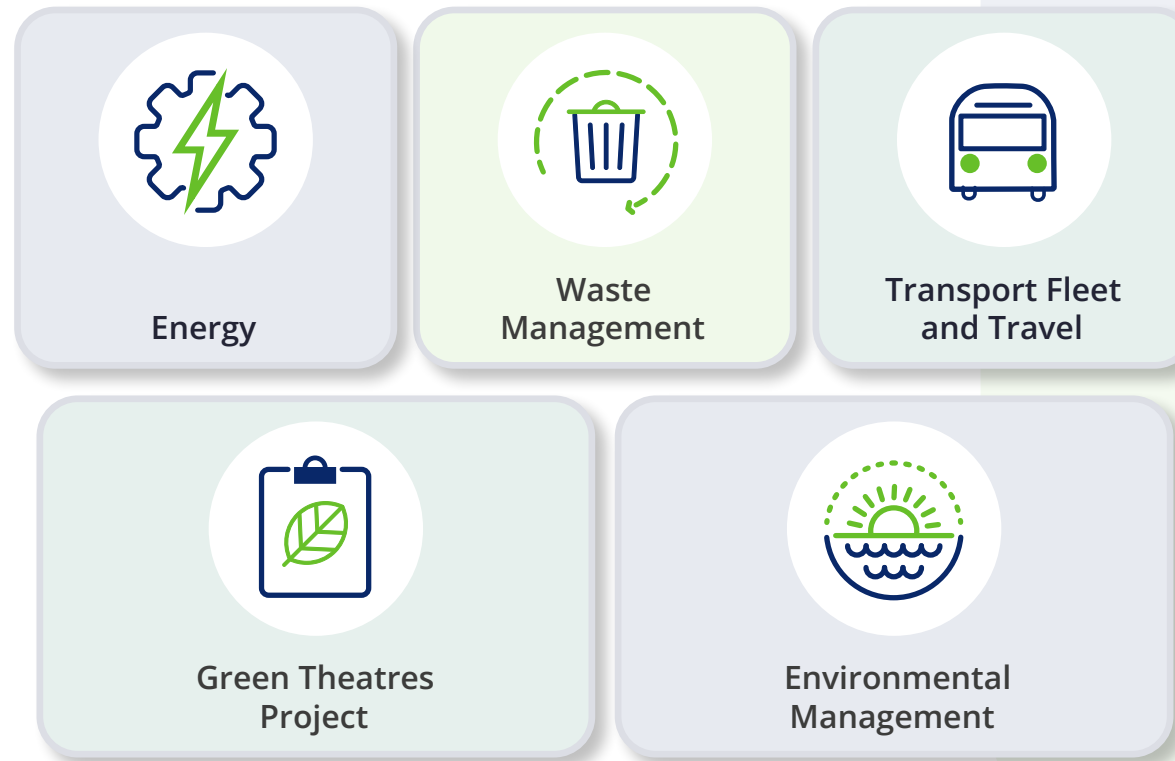 Energy
Waste
Management
Transport Fleet
and Travel
Green Theatres
Project
Environmental
Management